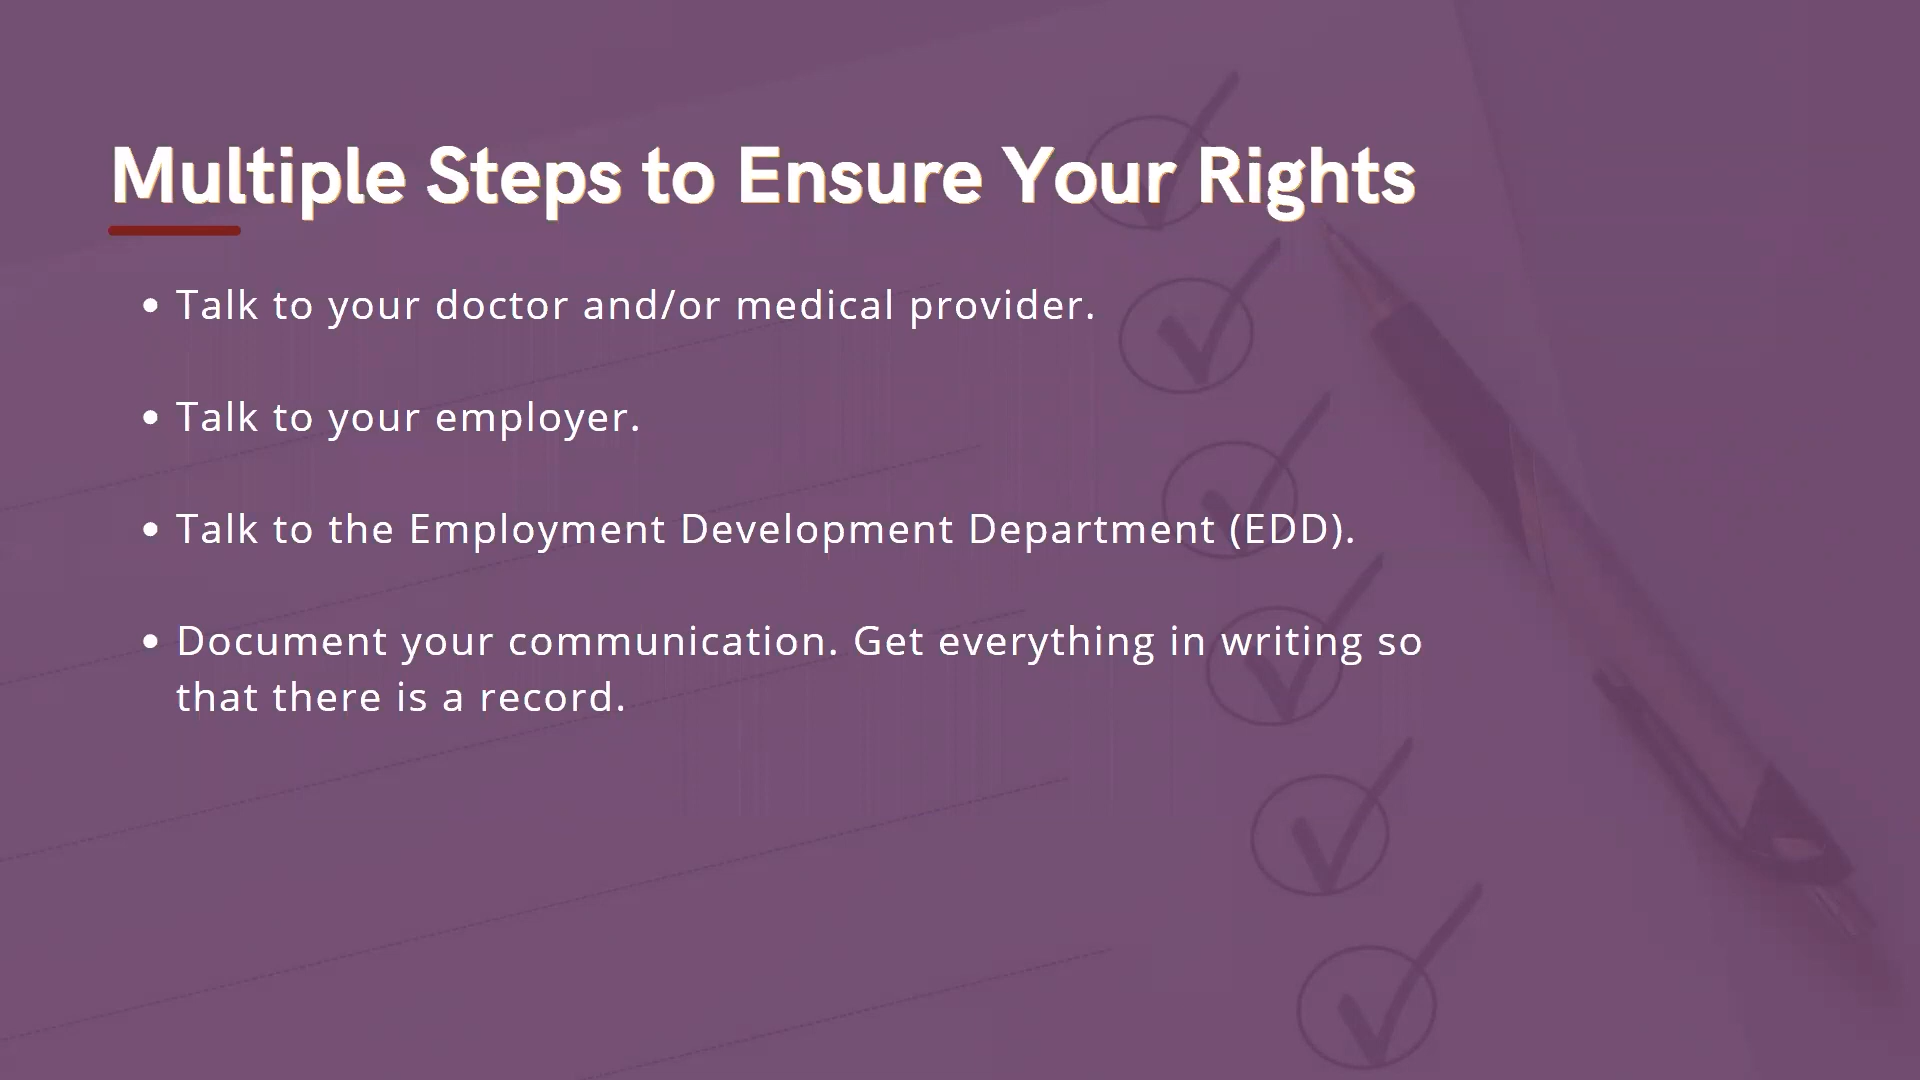 Multiple Steps to Ensure Your Rights
• Talk to your doctor and/or medical provider.
• Talk to your employer.
• Talk to the Employment Development Department (EDD).
• Document your communication. Get everything in writing so
that there is a record.